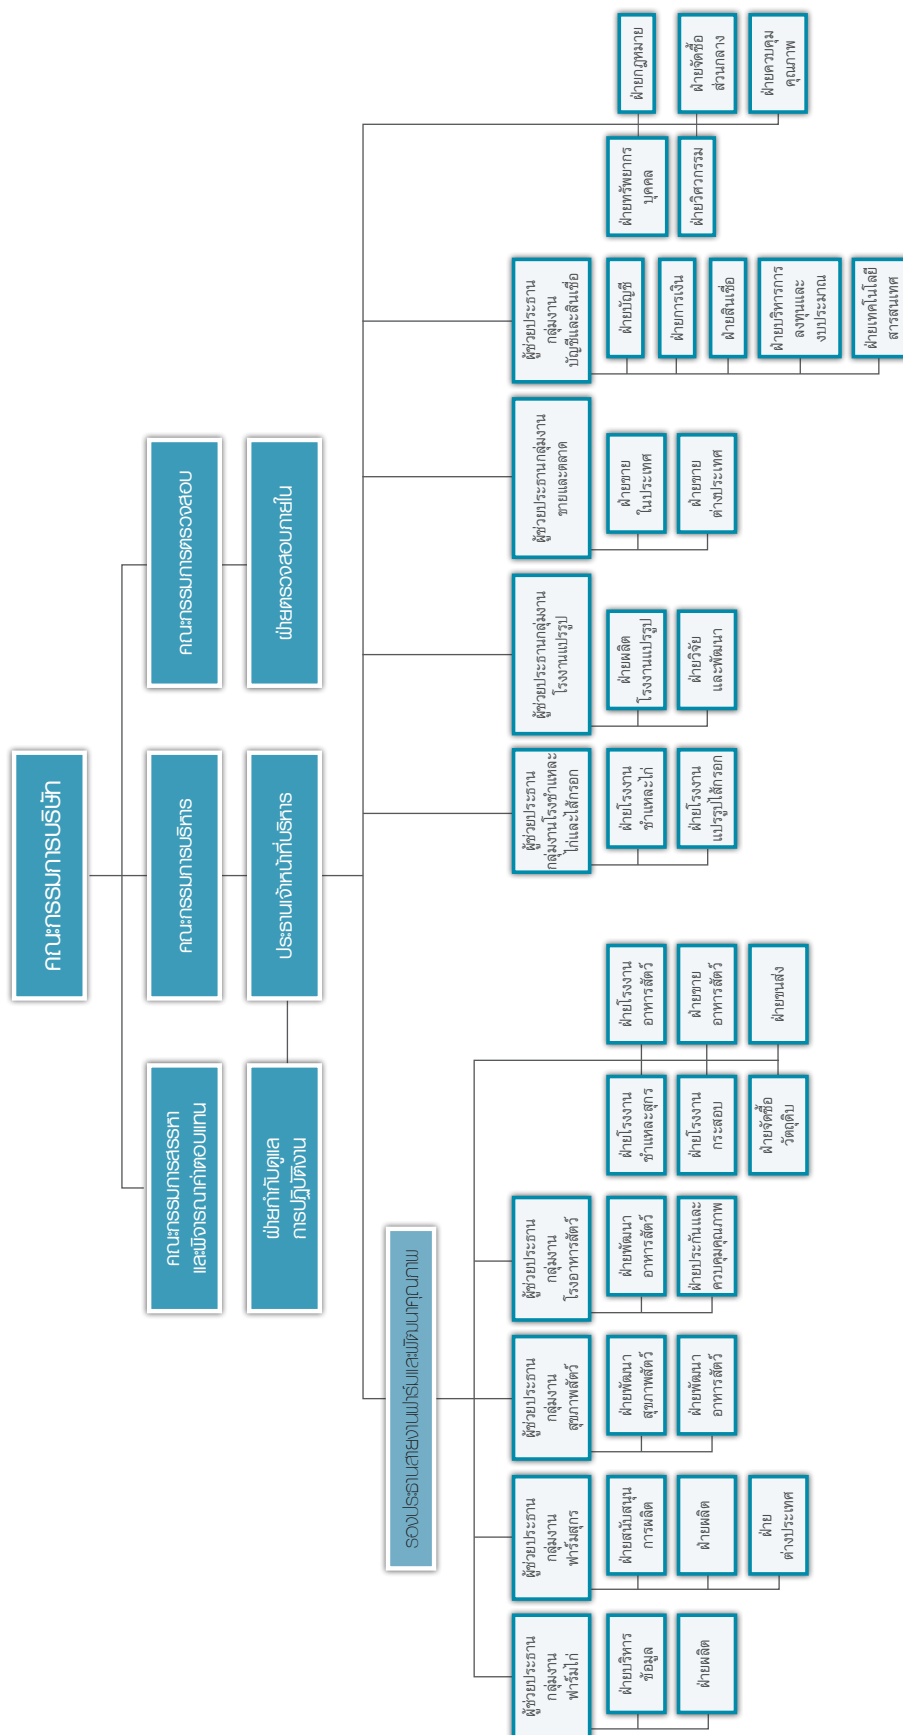 คณะกรรมการบริษัท
คณะกรรมการสรรหา
และพิจารณาค่าตอบแทน
คณะกรรมการบริหาร
คณะกรรมการตรวจสอบ
ฝ่ายกำกับดูแล
การปฏิบัติงาน
ประธานเจ้าหน้าที่บริหาร
ฝ่ายตรวจสอบภายใน
รองประธานสายงานฟาร์มและพัฒนาคุณภาพ
ผู้ช่วยประธาน
กลุ่มงาน
ฟาร์มไก่
ฝ่ายบริหาร
ข้อมูล
ฝ่ายผลิต
ผู้ช่วยประธาน
กลุ่มงาน
ฟาร์มสุกร
ฝ่ายสนับสนุน
การผลิต
ฝ่ายผลิต
ฝ่าย
ต่างประเทศ
ผู้ช่วยประธาน
กลุ่มงาน
สุขภาพสัตว์
ฝ่ายพัฒนา
สุขภาพสัตว์
ฝ่ายพัฒนา
อาหารสัตว์
ผู้ช่วยประธาน
กลุ่มงาน
โรงอาหารสัตว์
ฝ่ายพัฒนา
อาหารสัตว์
ฝ่ายประกันและ
ควบคุมคุณภาพ
ฝ่ายโรงงาน
ชำแหละสุกร
ฝ่ายโรงงาน
อาหารสัตว์
ฝ่ายโรงงาน
กระสอบ
ฝ่ายขาย
อาหารสัตว์
ฝ่ายจัดซื้อ
วัตถุดิบ
ฝ่ายขนส่ง
ผู้ช่วยประธาน
กลุ่มงานโรงชำแหละ
ไก่และไส้กรอก
ฝ่ายโรงงาน
ชำแหละไก่
ฝ่ายโรงงาน
แปรรูปไส้กรอก
ผู้ช่วยประธานกลุ่มงาน
โรงงานแปรรูป
ฝ่ายผลิต
โรงงานแปรรูป
ฝ่ายวิจัย
และพัฒนา
ผู้ช่วยประธานกลุ่มงาน
ขายและตลาด
ฝ่ายขาย
ในประเทศ
ฝ่ายขาย
ต่างประเทศ
ผู้ช่วยประธาน
กลุ่มงาน
บัญชีและสินเชื่อ
ฝ่ายบัญชี
ฝ่ายการเงิน
ฝ่ายสินเชื่อ
ฝ่ายบริหารการ
ลงทุนและ
งบประมาณ
ฝ่ายเทคโนโลยี
สารสนเทศ
ฝ่ายทรัพยากร
บุคคล
ฝ่ายกฎหมาย
ฝ่ายวิศวกรรม
ฝ่ายจัดซื้อ
ส่วนกลาง
ฝ่ายควบคุม
คุณภาพ